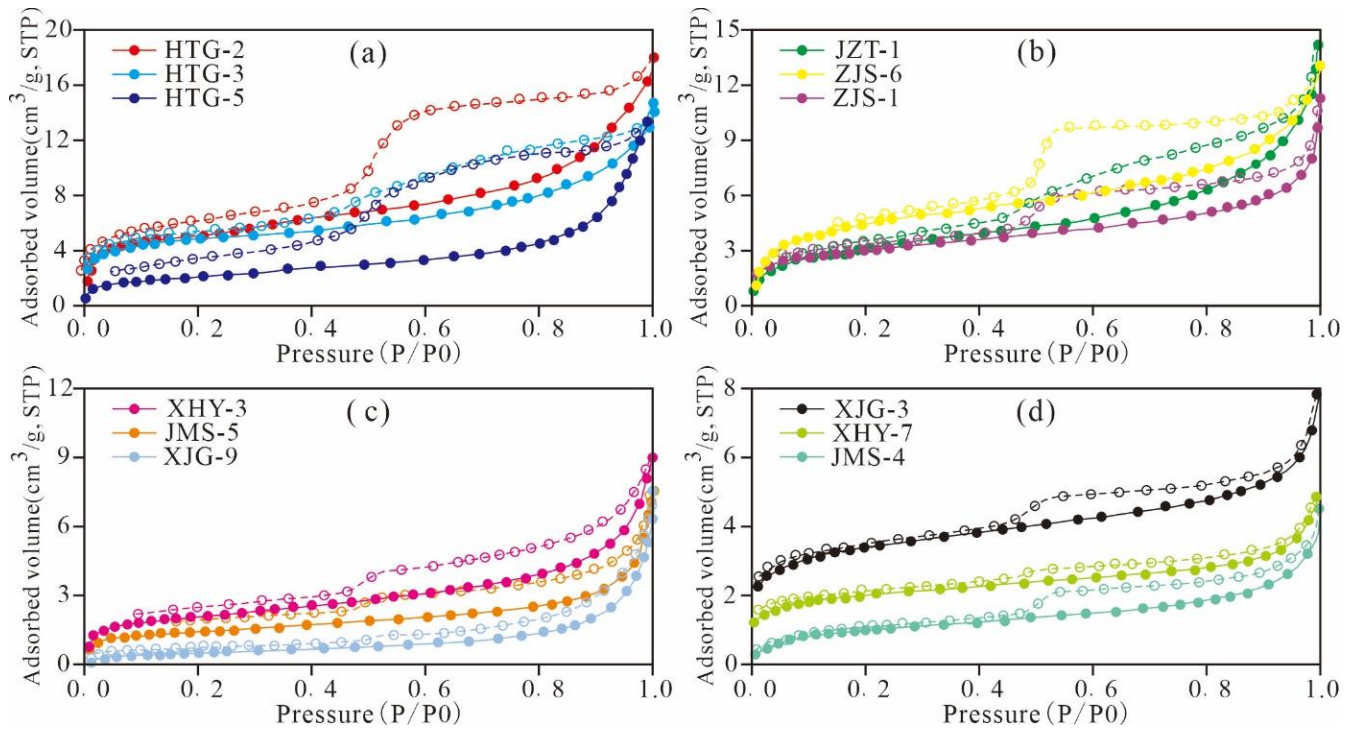 Adsorbed volume(cm³/g, STP)
20
16
12
8
4
0
HTG-2
HTG-3
HTG-5
(a)
0. 0
0. 2
0. 4
0. 6
0. 8
1.0
Pressure(P/P0)
Adsorbed volume(cm³/g, STP)
15
12
9
6
3
0
JZT-1
ZJS-6
ZJS-1
(b)
0. 0
0. 2
0. 4
0. 6
0. 8
1.0
Pressure(P/P0)
Adsorbed volume(cm³/g, STP)
12
9
6
3
0
XHY-3
JMS-5
XJG-9
(c)
0. 0
0. 2
0. 4
0. 6
0. 8
1.0
Pressure(P/P0)
Adsorbed volume(cm³/g, STP)
8
6
4
2
0
XJG-3
XHY-7
JMS-4
(d)
0. 0
0. 2
0. 4
0. 6
0. 8
1.0
Pressure(P/P0)